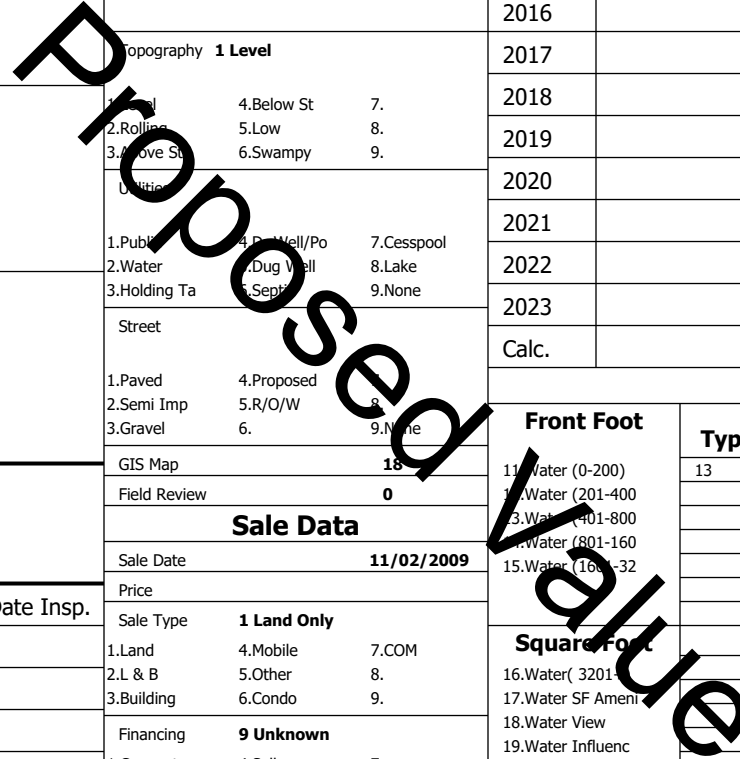 Topography 1 Level
1.Level 4.Below St 7.
2.Rolling 5.Low 8.
3.Above St 6.Swampy 9.
Utilities
1.Public 4.Dr Well/Po 7.Cesspool
2.Water 5.Dug Well 8.Lake
3.Holding Ta 6.Septic 9.None
Street
1.Paved 4.Proposed 7.
2.Semi Imp 5.R/O/W 8.
3.Gravel 6. 9.None
GIS Map 18
Field Review 0
Sale Data
Sale Date 11/02/2009
Price
Sale Type 1 Land Only
1.Land 4.Mobile 7.COM
2.L & B 5.Other 8.
3.Building 6.Condo 9.
Financing 9 Unknown
Date Insp.
2016
2017
2018
2019
2020
2021
2022
2023
Calc.
Front Foot
Typ
11.Water (0-200) 13
12.Water (201-400
13.Water (401-800
14.Water (801-160
15.Water (1601-32
Square Foot
16.Water( 3201-
17.Water SF Ameni
18.Water View
19.Water Influenc
Proposed Value